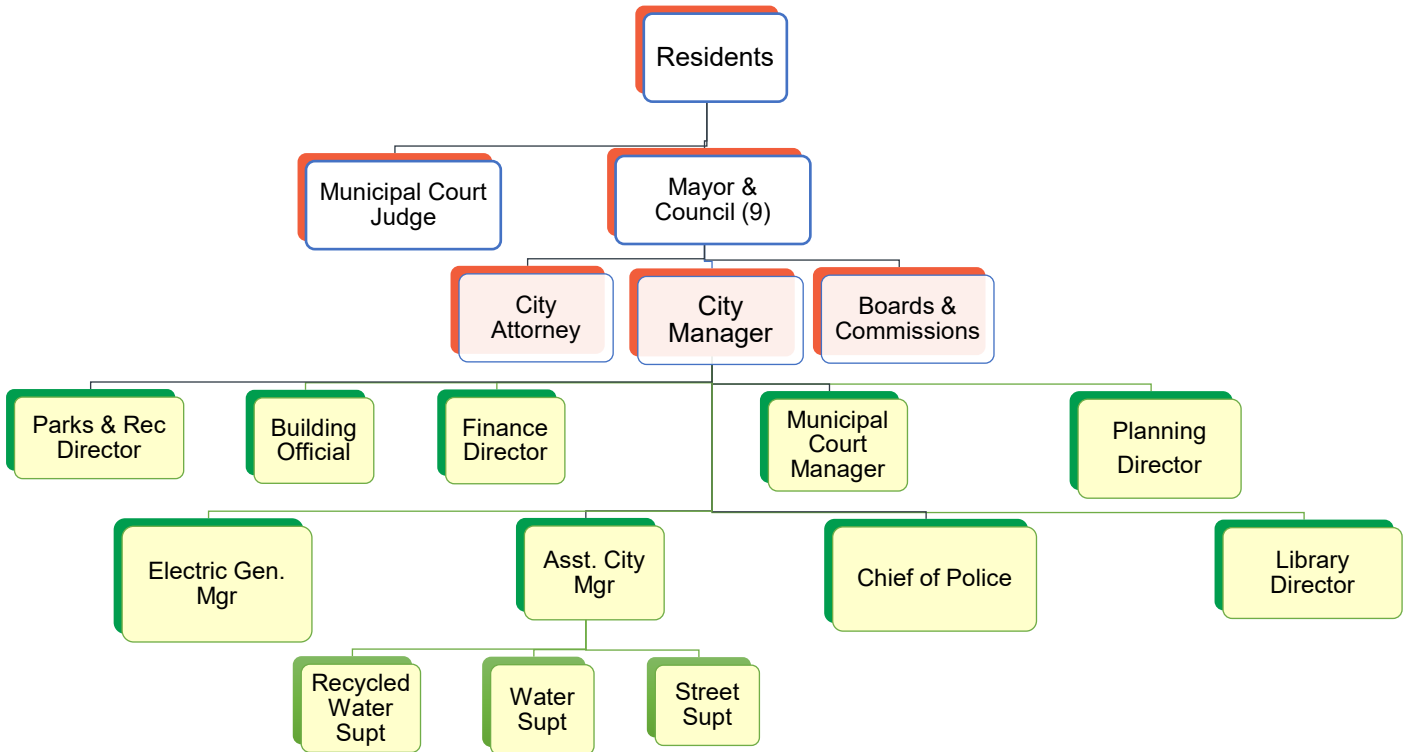 Residents
Municipal Court
Judge
Mayor &
Council (9)
City
Attorney
City
Manager
Boards &
Commissions
Parks & Rec
Director
Building
Official
Finance
Director
Municipal
Court
Manager
Planning
Director
Electric Gen.
Mgr
Asst. City
Mgr
Chief of Police
Library
Director
Recycled
Water
Supt
Water
Supt
Street
Supt